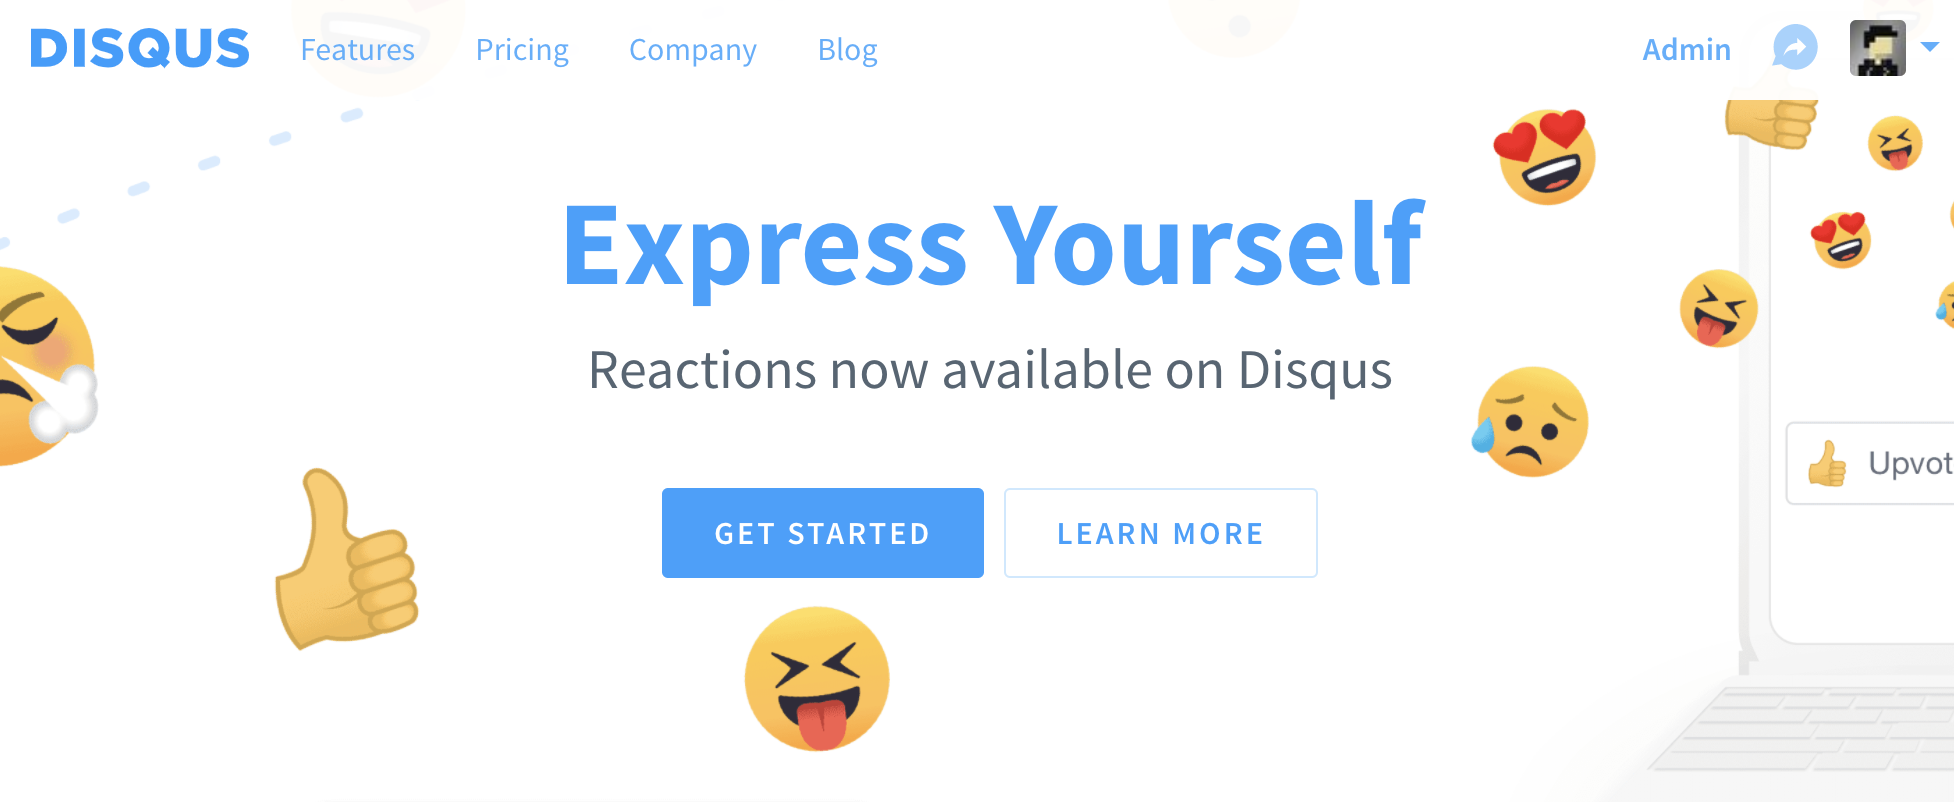 DISQUS Features Pricing Company Blog Admin
Express Yourself
Reactions now available on Disqus
Upvot
GET STARTED LEARN MORE